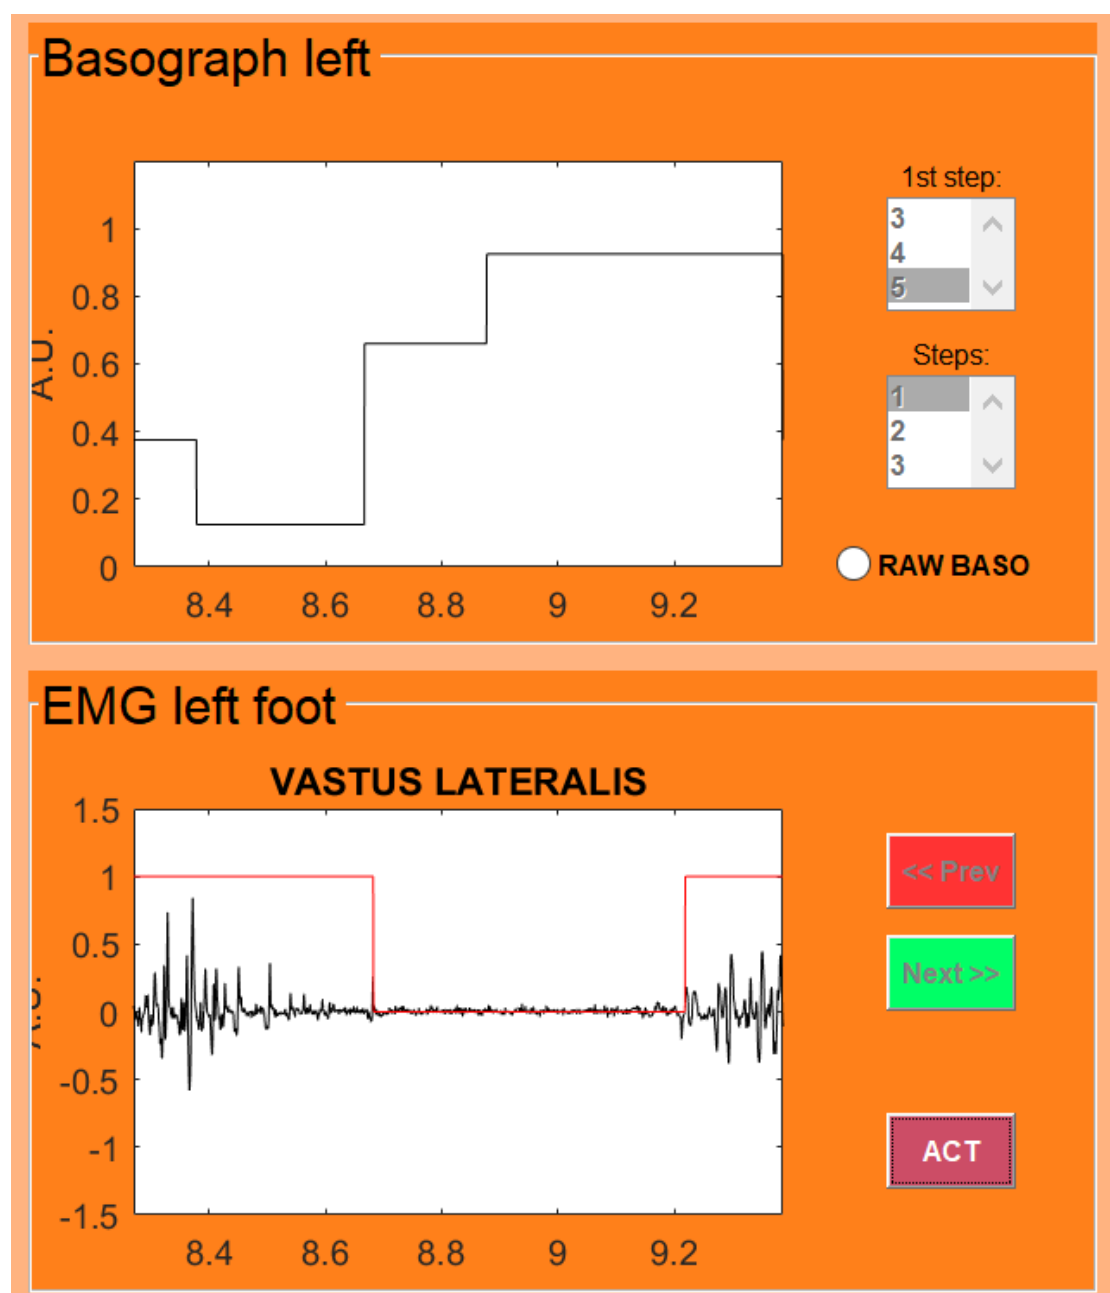 Basograph left
1
0.8
0.6
0.4
0.2
0
A.U.
8.4 8.6 8.8 9 9.2
1st step:
3
4
5
Steps:
1
2
3
RAW BASO
EMG left foot
VASTUS LATERALIS
1.5
1
0.5
0
-0.5
-1
-1.5
8.4 8.6 8.8 9 9.2
<< Prev
Next >>
ACT